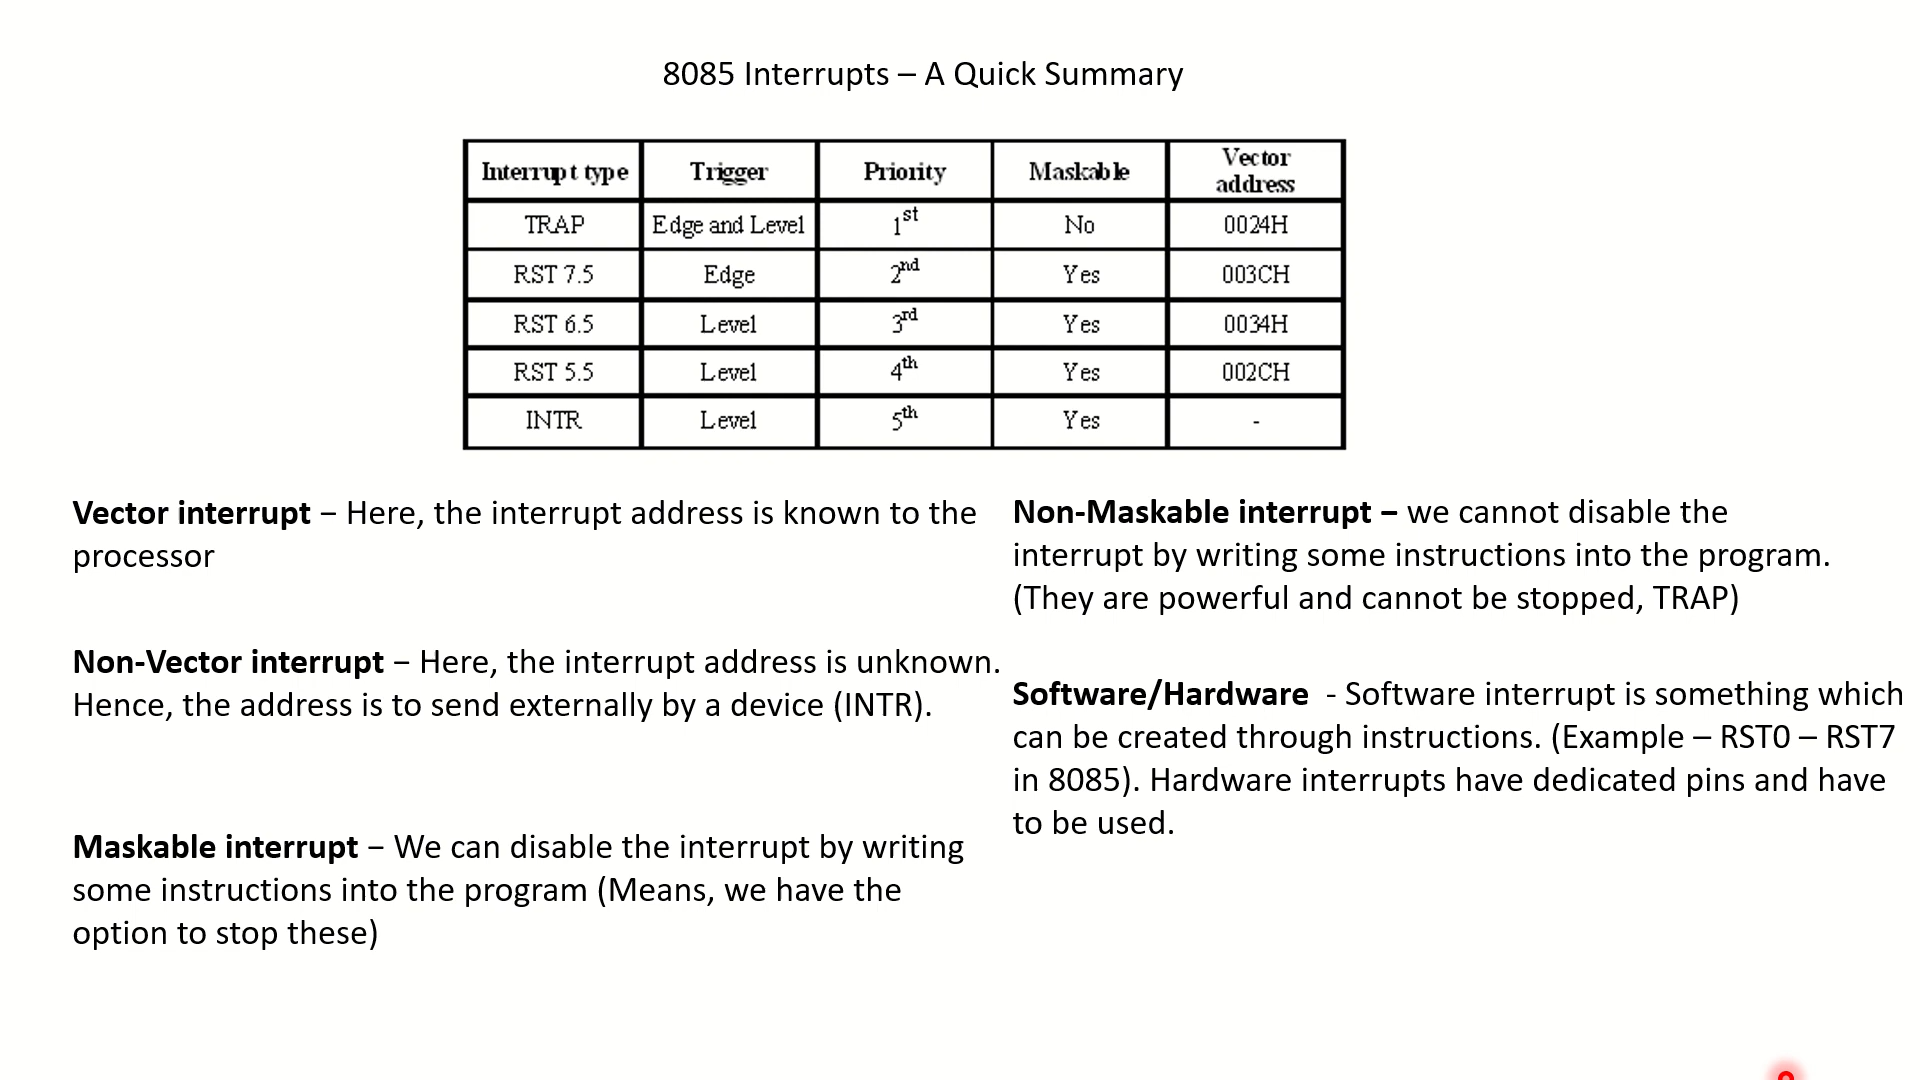 8085 Interrupts – A Quick Summary
Interrupt type Trigger Priority Maskable Vector address
TRAP Edge and Level 1st No 0024H
RST 7.5 Edge 2nd Yes 003CH
RST 6.5 Level 3rd Yes 0034H
RST 5.5 Level 4th Yes 002CH
INTR Level 5th Yes -
Vector interrupt − Here, the interrupt address is known to the
processor
Non-Vector interrupt − Here, the interrupt address is unknown.
Hence, the address is to send externally by a device (INTR).
Maskable interrupt − We can disable the interrupt by writing
some instructions into the program (Means, we have the
option to stop these)
Non-Maskable interrupt – we cannot disable the
interrupt by writing some instructions into the program.
(They are powerful and cannot be stopped, TRAP)
Software/Hardware - Software interrupt is something which
can be created through instructions. (Example – RST0 – RST7
in 8085). Hardware interrupts have dedicated pins and have
to be used.